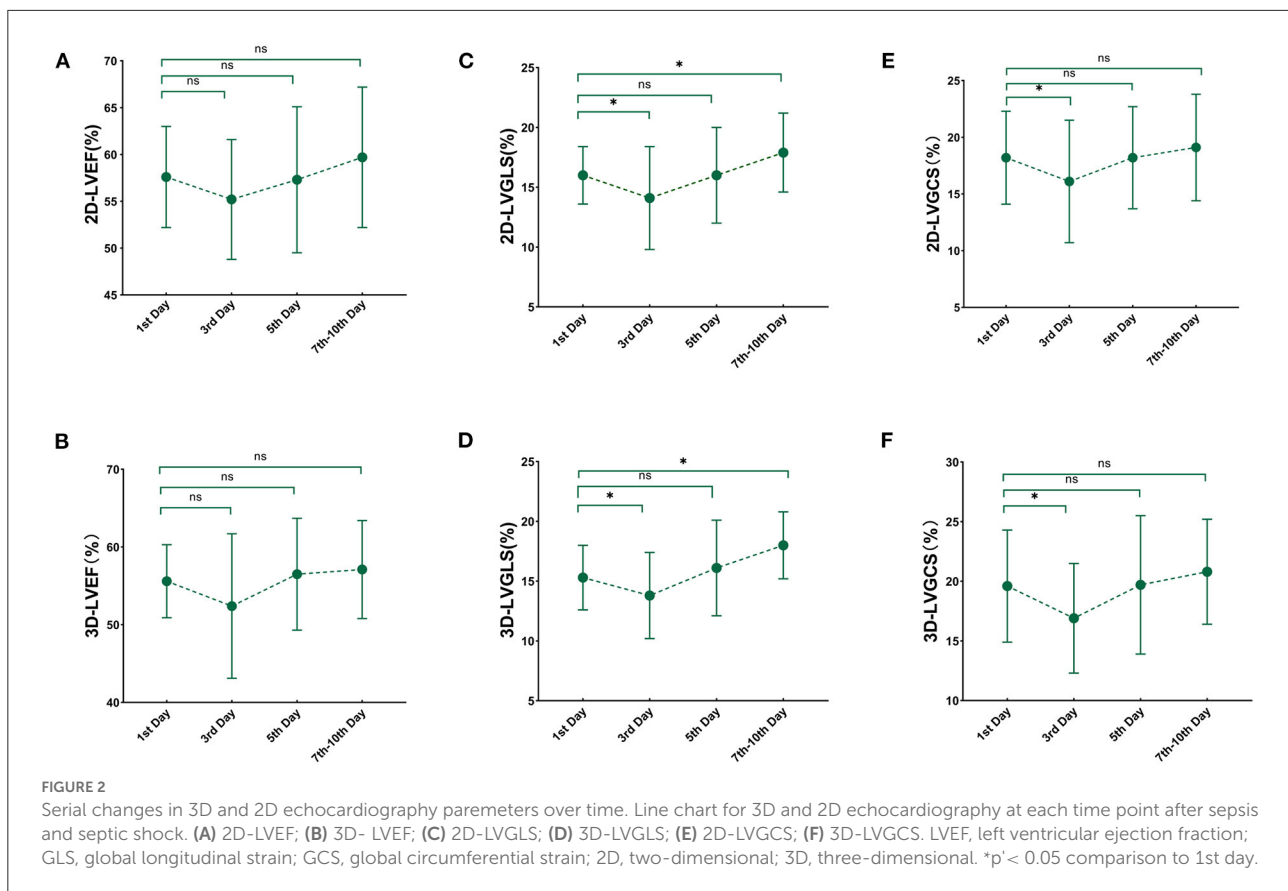 A
ns
ns
ns
2D-LVEF(%)
70
65
60
55
50
45
1st Day
3rd Day
5th Day
7th-10th Day
C
*
ns
*
2D-LVGLS(%)
25
20
15
10
5
1st Day
3rd Day
5th Day
7th-10th Day
E
ns
ns
*
2D-LVGCS(%)
25
20
15
10
5
1st Day
3rd Day
5th Day
7th-10th Day
B
ns
ns
ns
3D-LVEF(%)
70
60
50
40
1st Day
3rd Day
5th Day
7th-10th Day
D
*
ns
*
3D-LVGLS(%)
25
20
15
10
5
1st Day
3rd Day
5th Day
7th-10th Day
F
ns
ns
*
3D-LVGCS(%)
30
25
20
15
10
1st Day
3rd Day
5th Day
7th-10th Day
FIGURE 2
Serial changes in 3D and 2D echocardiography paremeters over time. Line chart for 3D and 2D echocardiography at each time point after sepsis
and septic shock. (A) 2D-LVEF; (B) 3D- LVEF; (C) 2D-LVGLS; (D) 3D-LVGLS; (E) 2D-LVGCS; (F) 3D-LVGCS. LVEF, left ventricular ejection fraction;
GLS, global longitudinal strain; GCS, global circumferential strain; 2D, two-dimensional; 3D, three-dimensional. *p'< 0.05 comparison to 1st day.